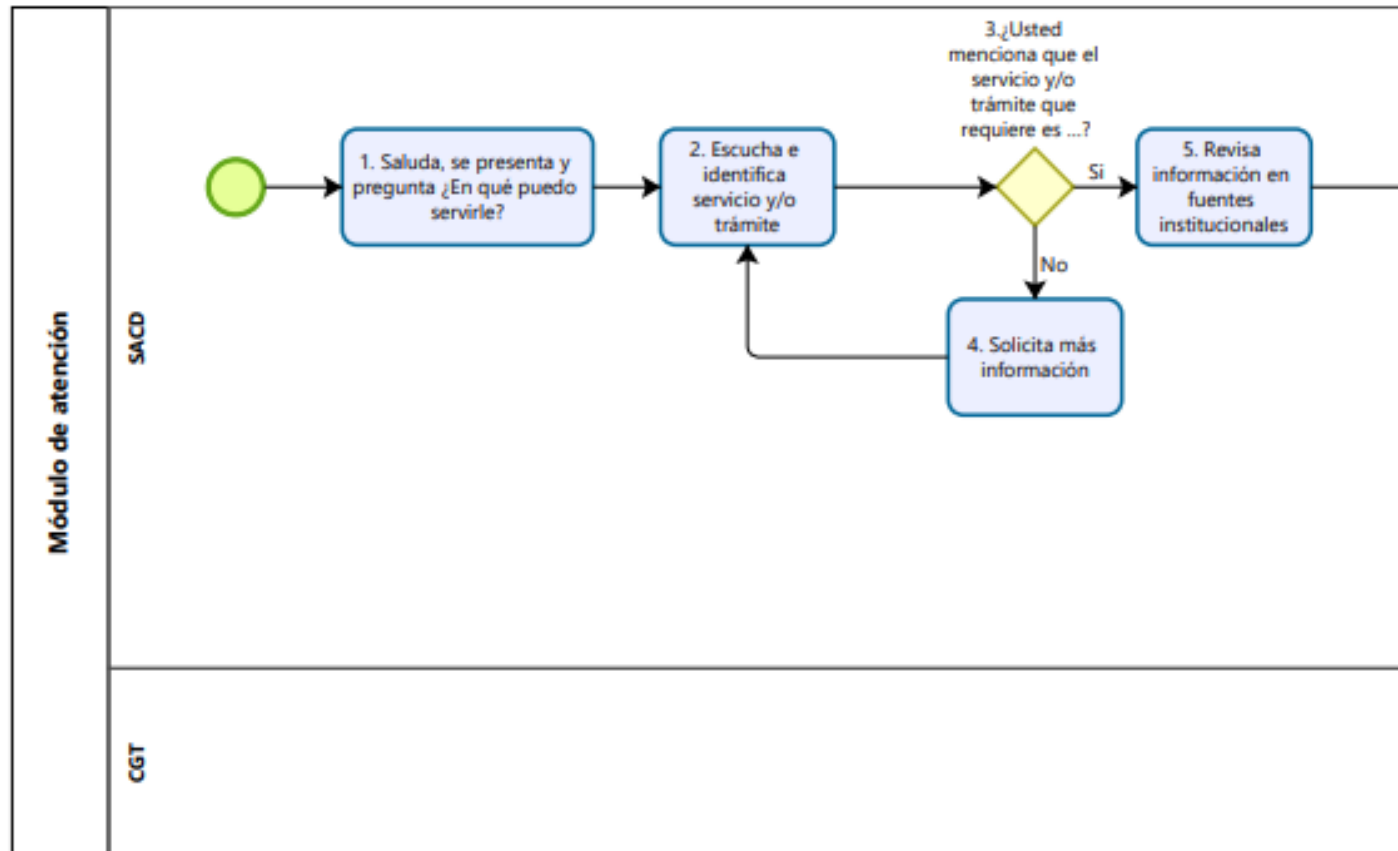 Módulo de atención
SACD
1. Saluda, se presenta y
pregunta ¿En qué puedo
servirle?
2. Escucha e
identifica
servicio y/o
trámite
3.¿Usted
menciona que el
servicio y/o
trámite que
requiere es ...?
Si
5. Revisa
información en
fuentes
institucionales
No
4. Solicita más
información
CGT